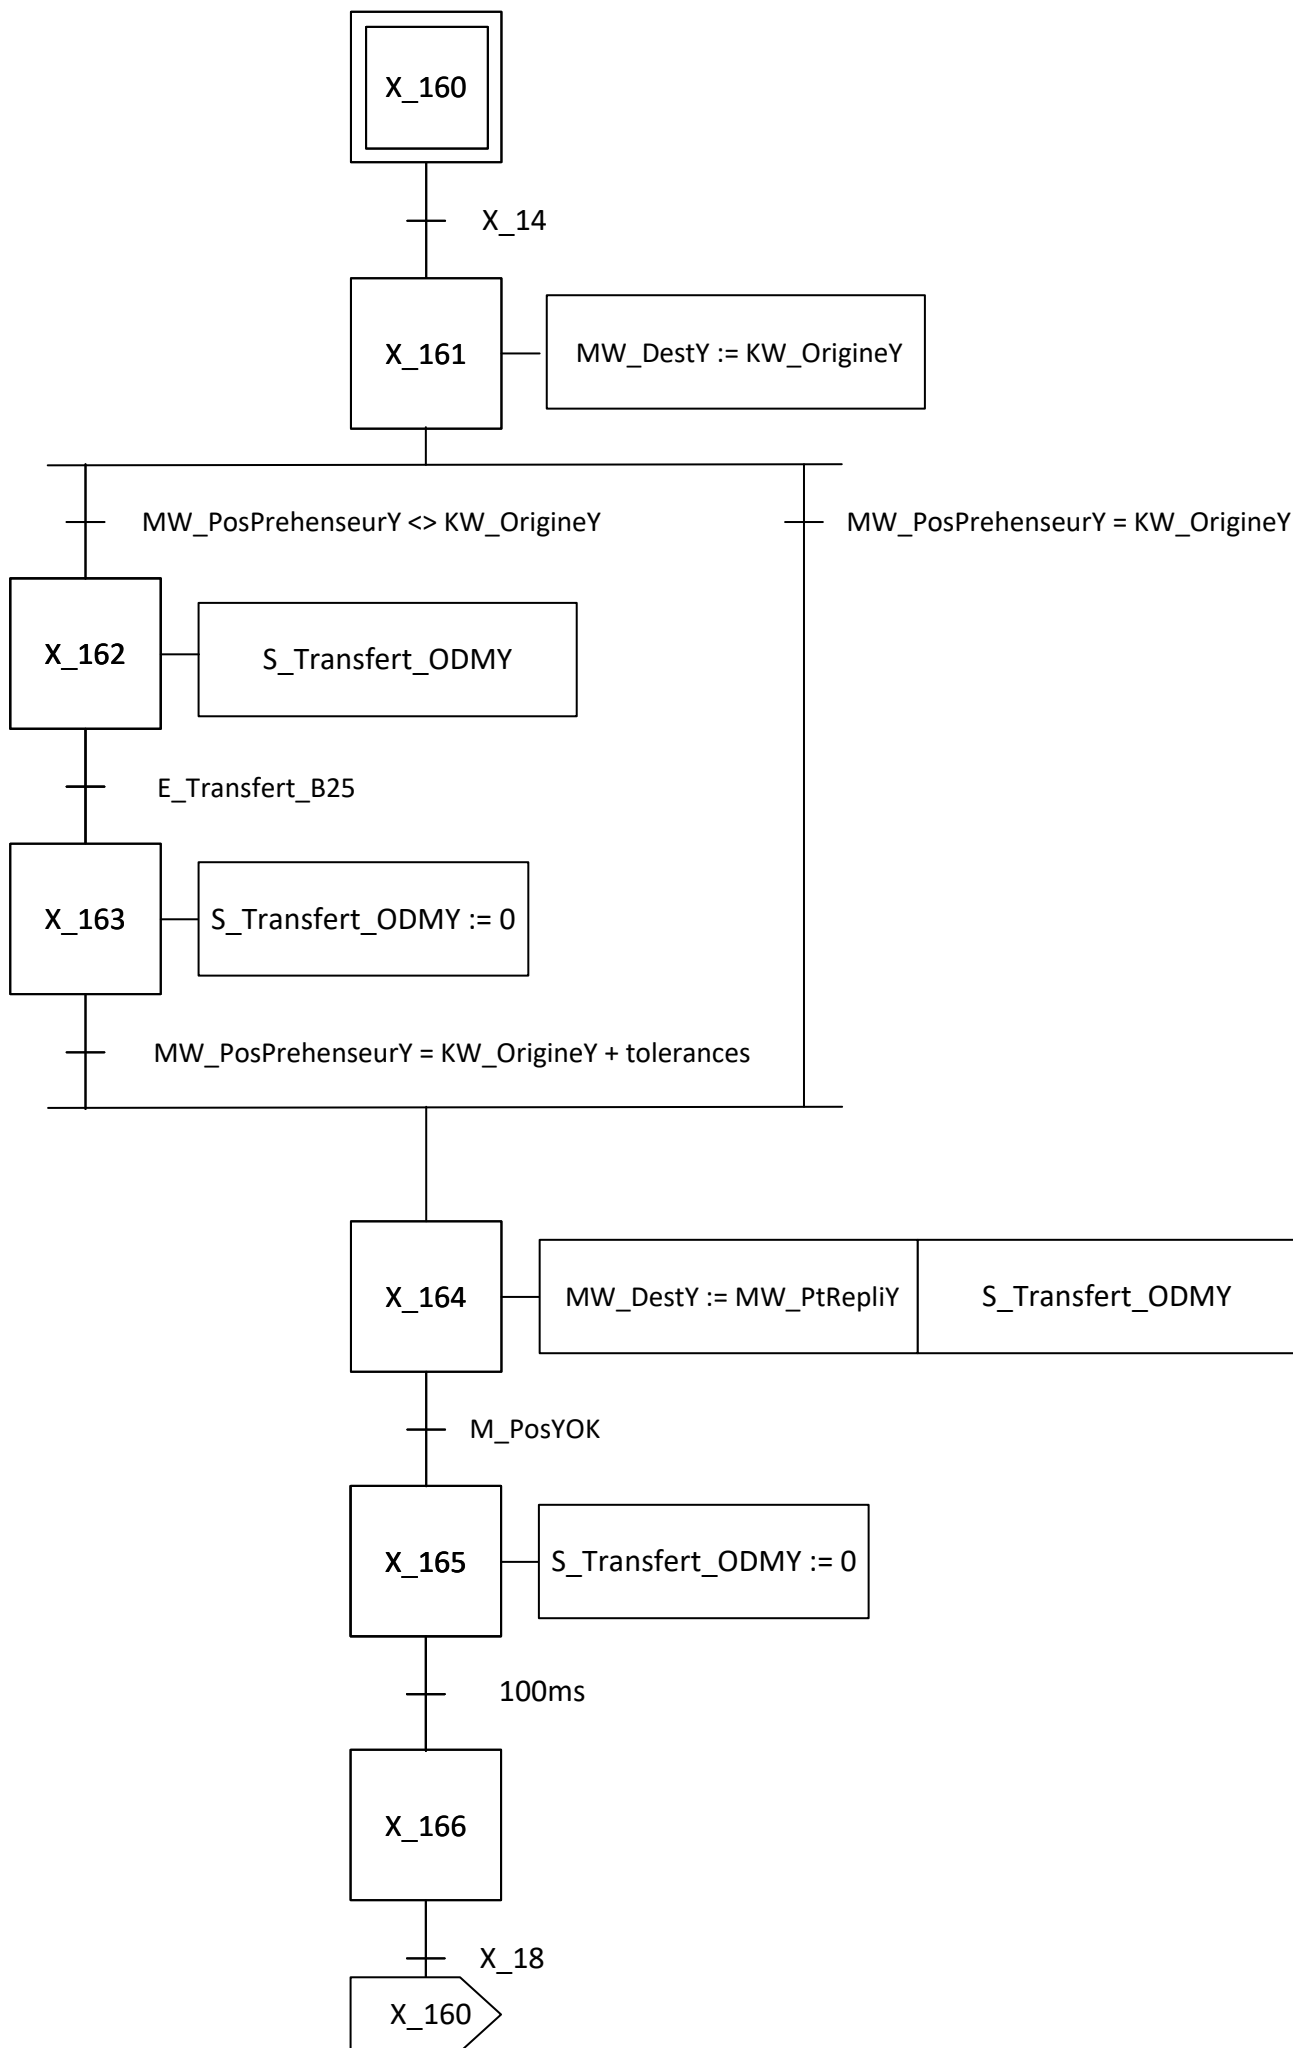 X_160
X_14
X_161
MW_DestY := KW_OrigineY
MW_PosPrehenseurY <> KW_OrigineY
MW_PosPrehenseurY = KW_OrigineY
X_162
S_Transfert_ODMY
E_Transfert_B25
X_163
S_Transfert_ODMY := 0
MW_PosPrehenseurY = KW_OrigineY + tolerances
X_164
MW_DestY := MW_PtRepliY
S_Transfert_ODMY
M_PosYOK
X_165
S_Transfert_ODMY := 0
100ms
X_166
X_18
X_160